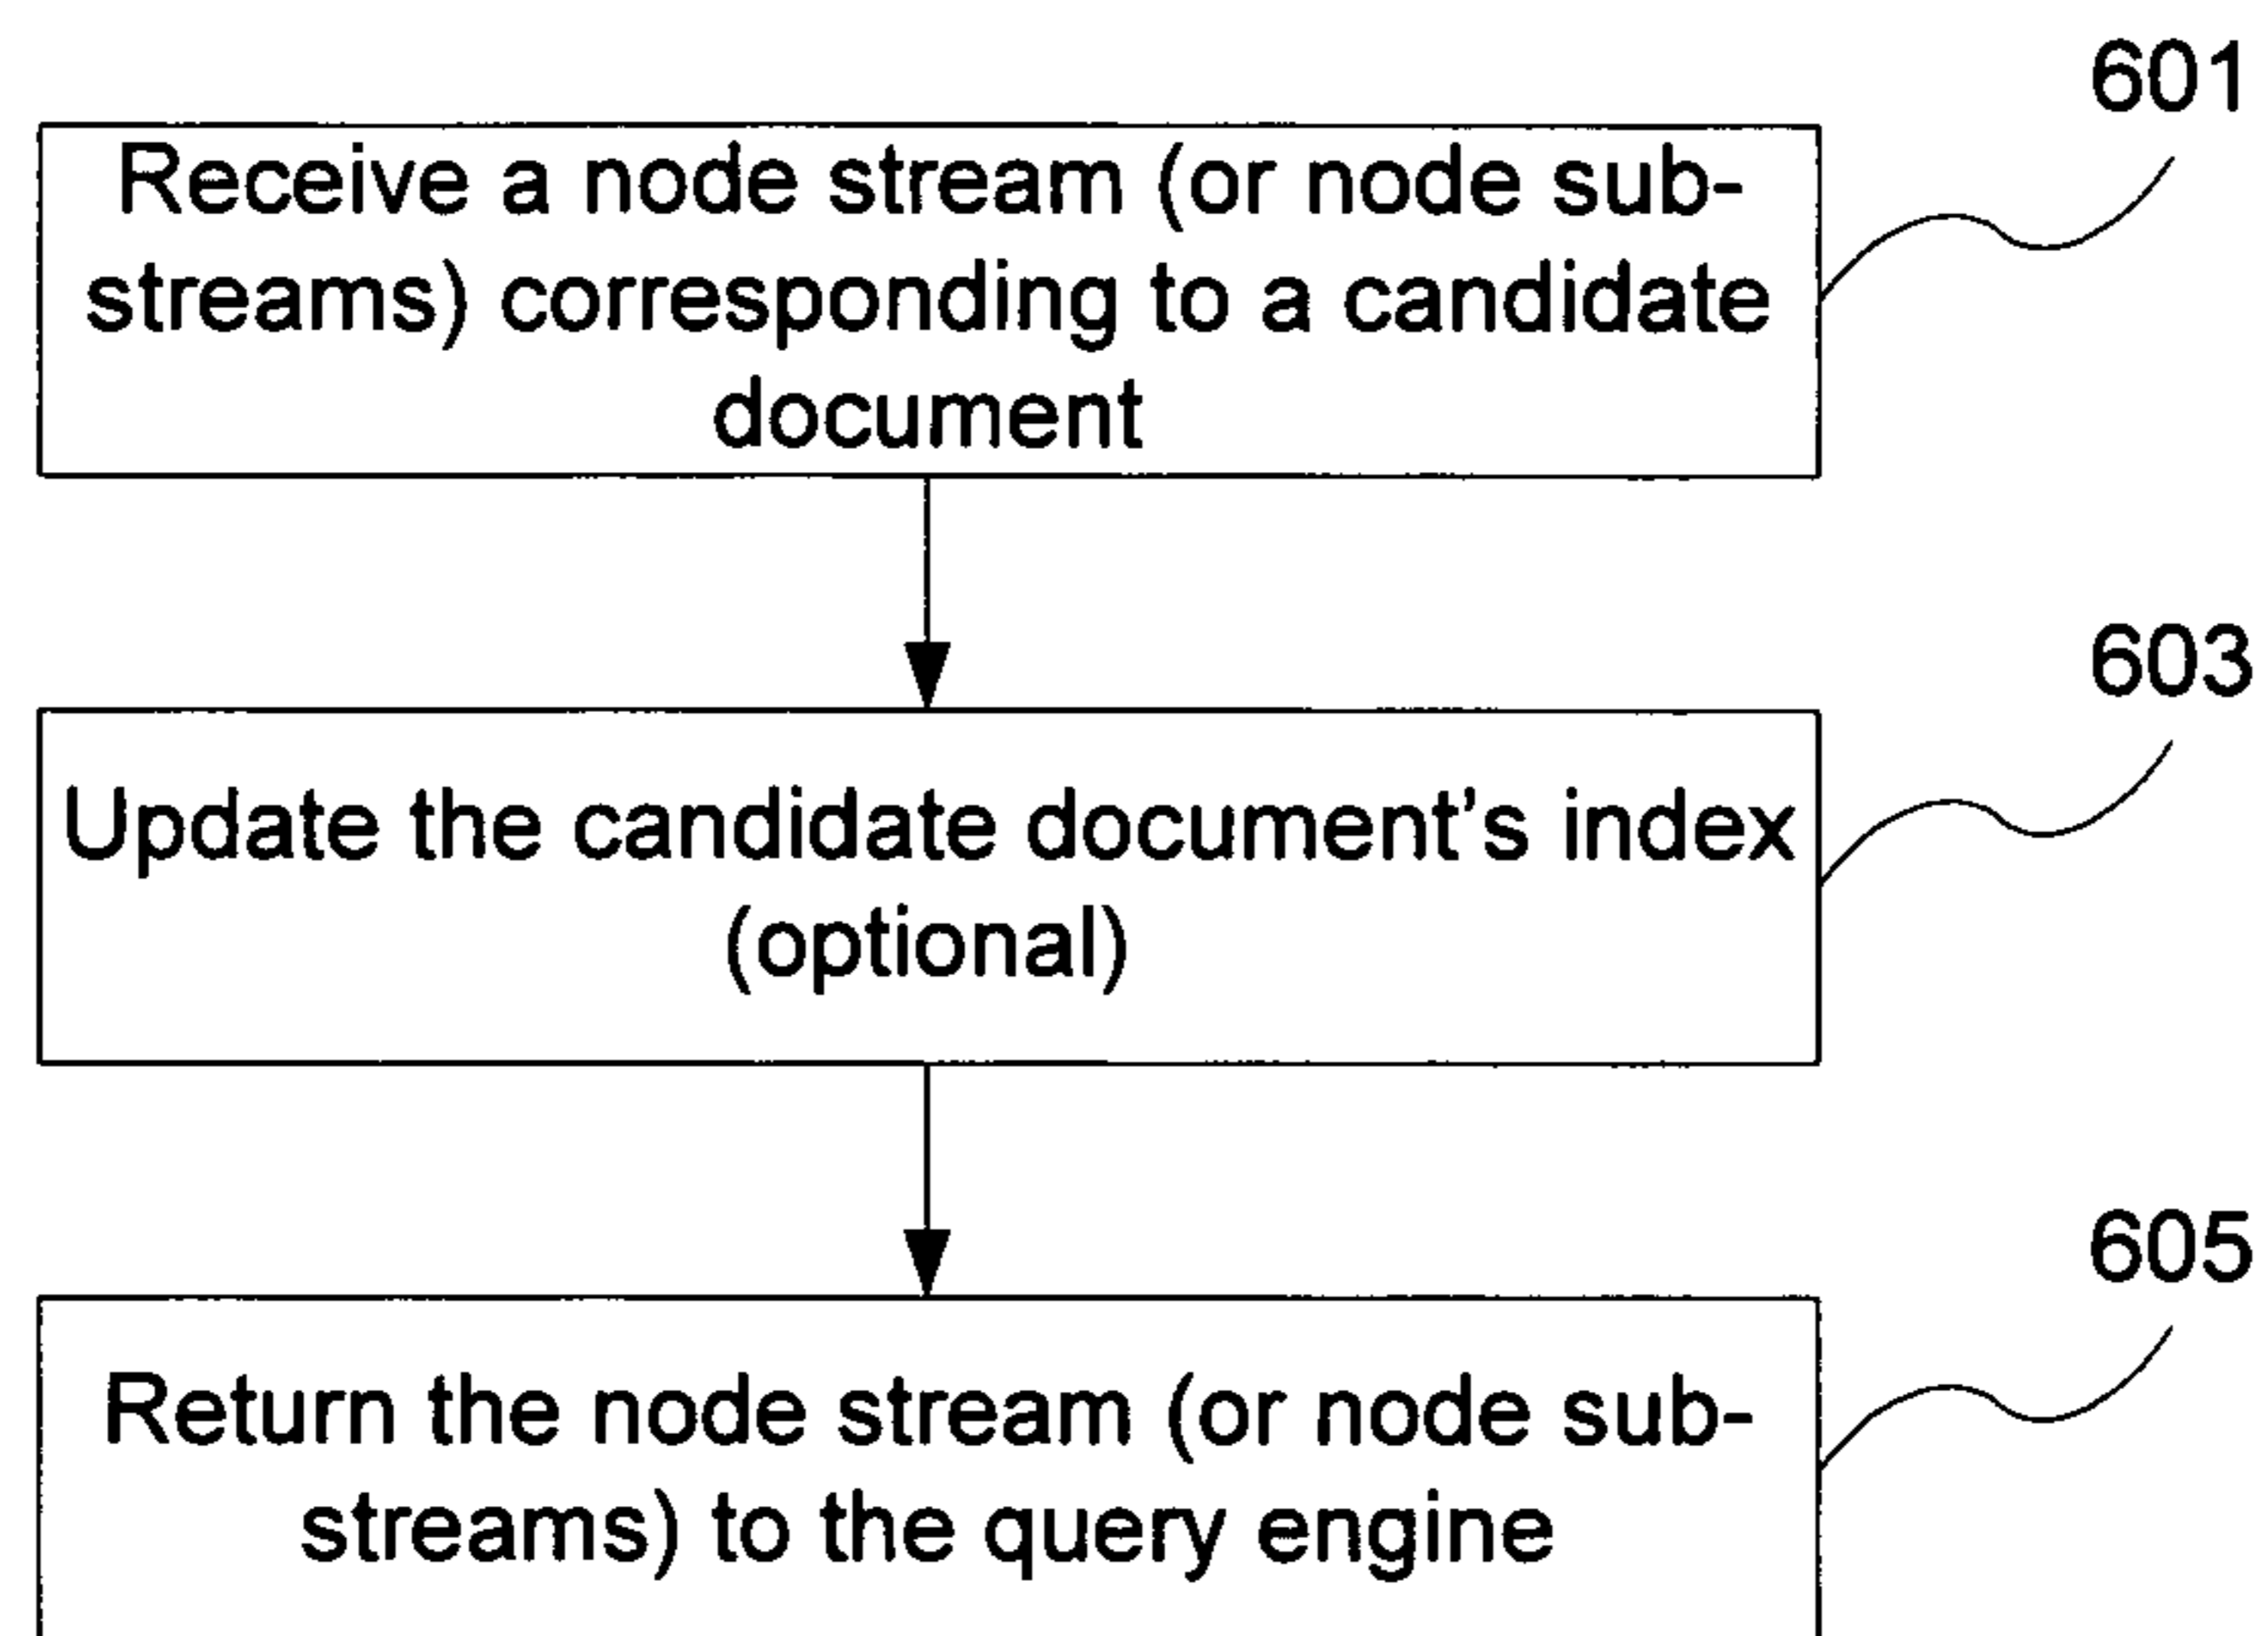 601
Receive a node stream (or node sub-
streams) corresponding to a candidate
document
603
Update the candidate document's index
(optional)
605
Return the node stream (or node sub-
streams) to the query engine